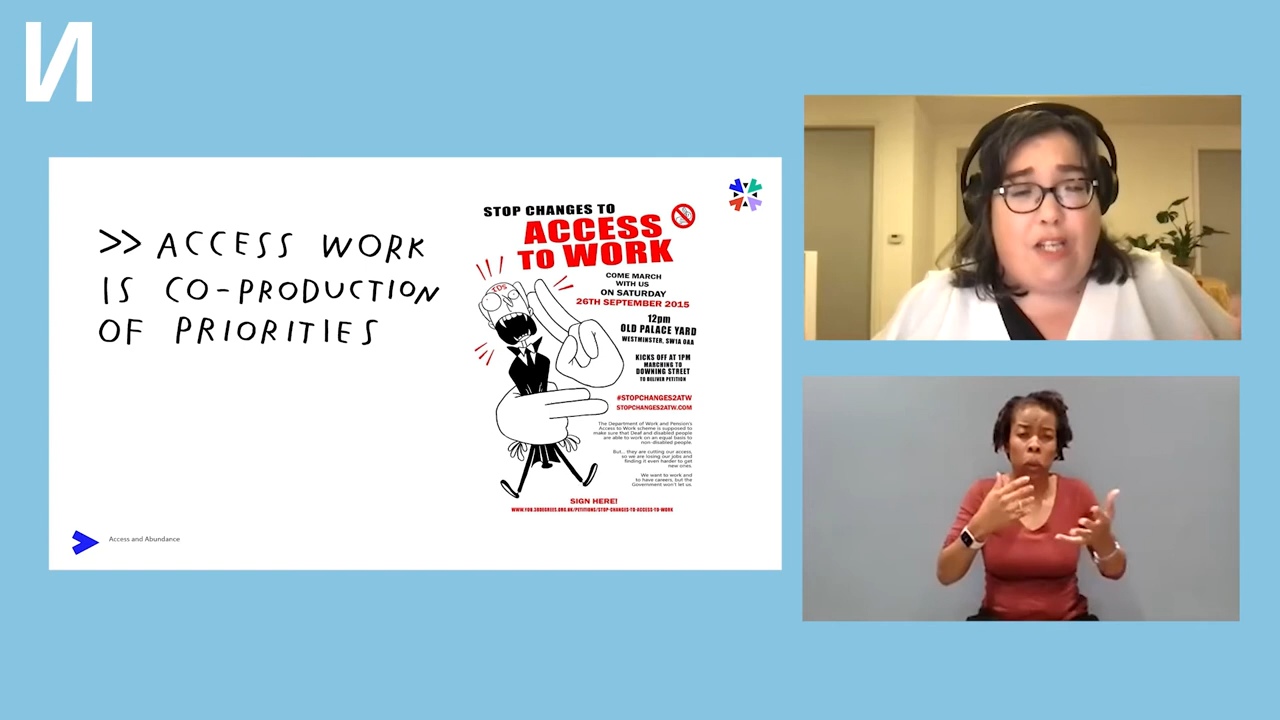 И
>> ACCESS WORK
IS CO-PRODUCTION
OF PRIORITIES
STOP CHANGES TO
ACCESS
TO WORK
COME MARCH
WITH US
ON SATURDAY
26TH SEPTEMBER 2015
12pm
OLD PALACE YARD
WESTMINSTER, SW1A 0AA
KICKS OFF AT 1PM
MARCHING TO
DOWNING STREET
TO DELIVER PETITION
#STOPCHANGES2ATW
STOPCHANGES2ATW.COM
The Department of Work and Pension's
Access to Work scheme is supposed to
make sure that Deaf and disabled people
are able to work on an equal basis to
non-disabled people.
But... they are cutting our access,
so we are losing our jobs and
finding it even harder to get
new ones.
We want to work and
to have careers, but the
Government won't let us.
SIGN HERE!
Access and Abundance